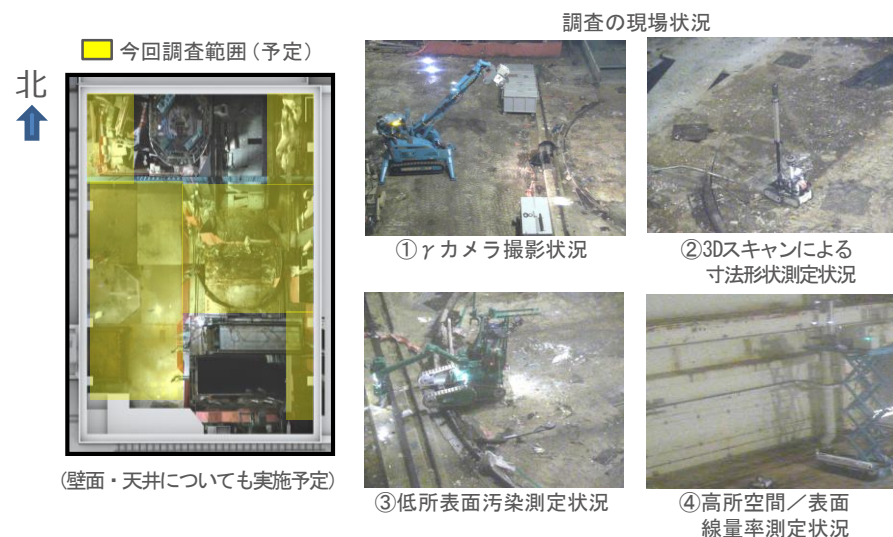 調査の現場状況
今回調査範囲(予定)
北
①γカメラ撮影状況
②3Dスキャンによる
寸法形状測定状況
(壁面・天井についても実施予定)
③低所表面汚染測定状況
④高所空間/表面
線量率測定状況